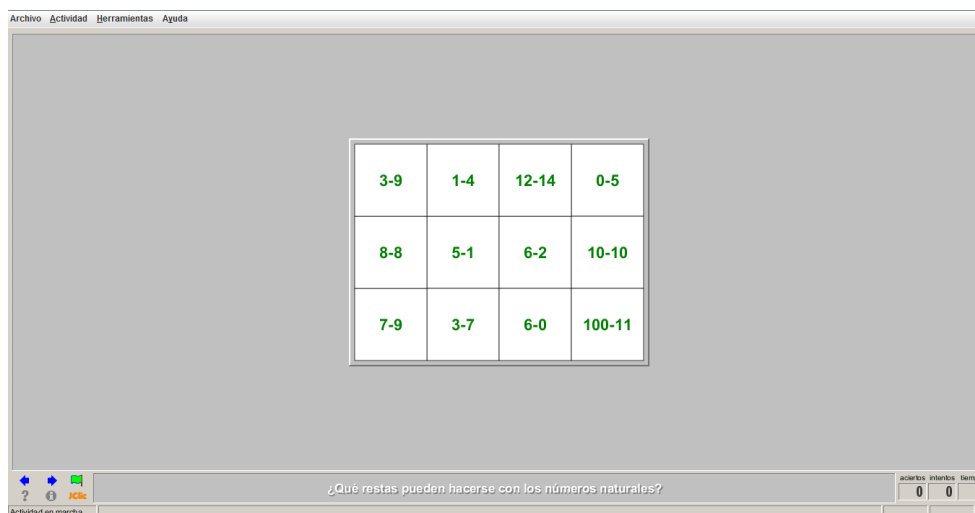 Archivo Actividad Herramientas Ayuda
3-9 1-4 12-14 0-5
8-8 5-1 6-2 10-10
7-9 3-7 6-0 100-11
¿Qué restas pueden hacerse con los números naturales?
aciertos intentos tiem
0 0
? i JClic
Actividad en marcha